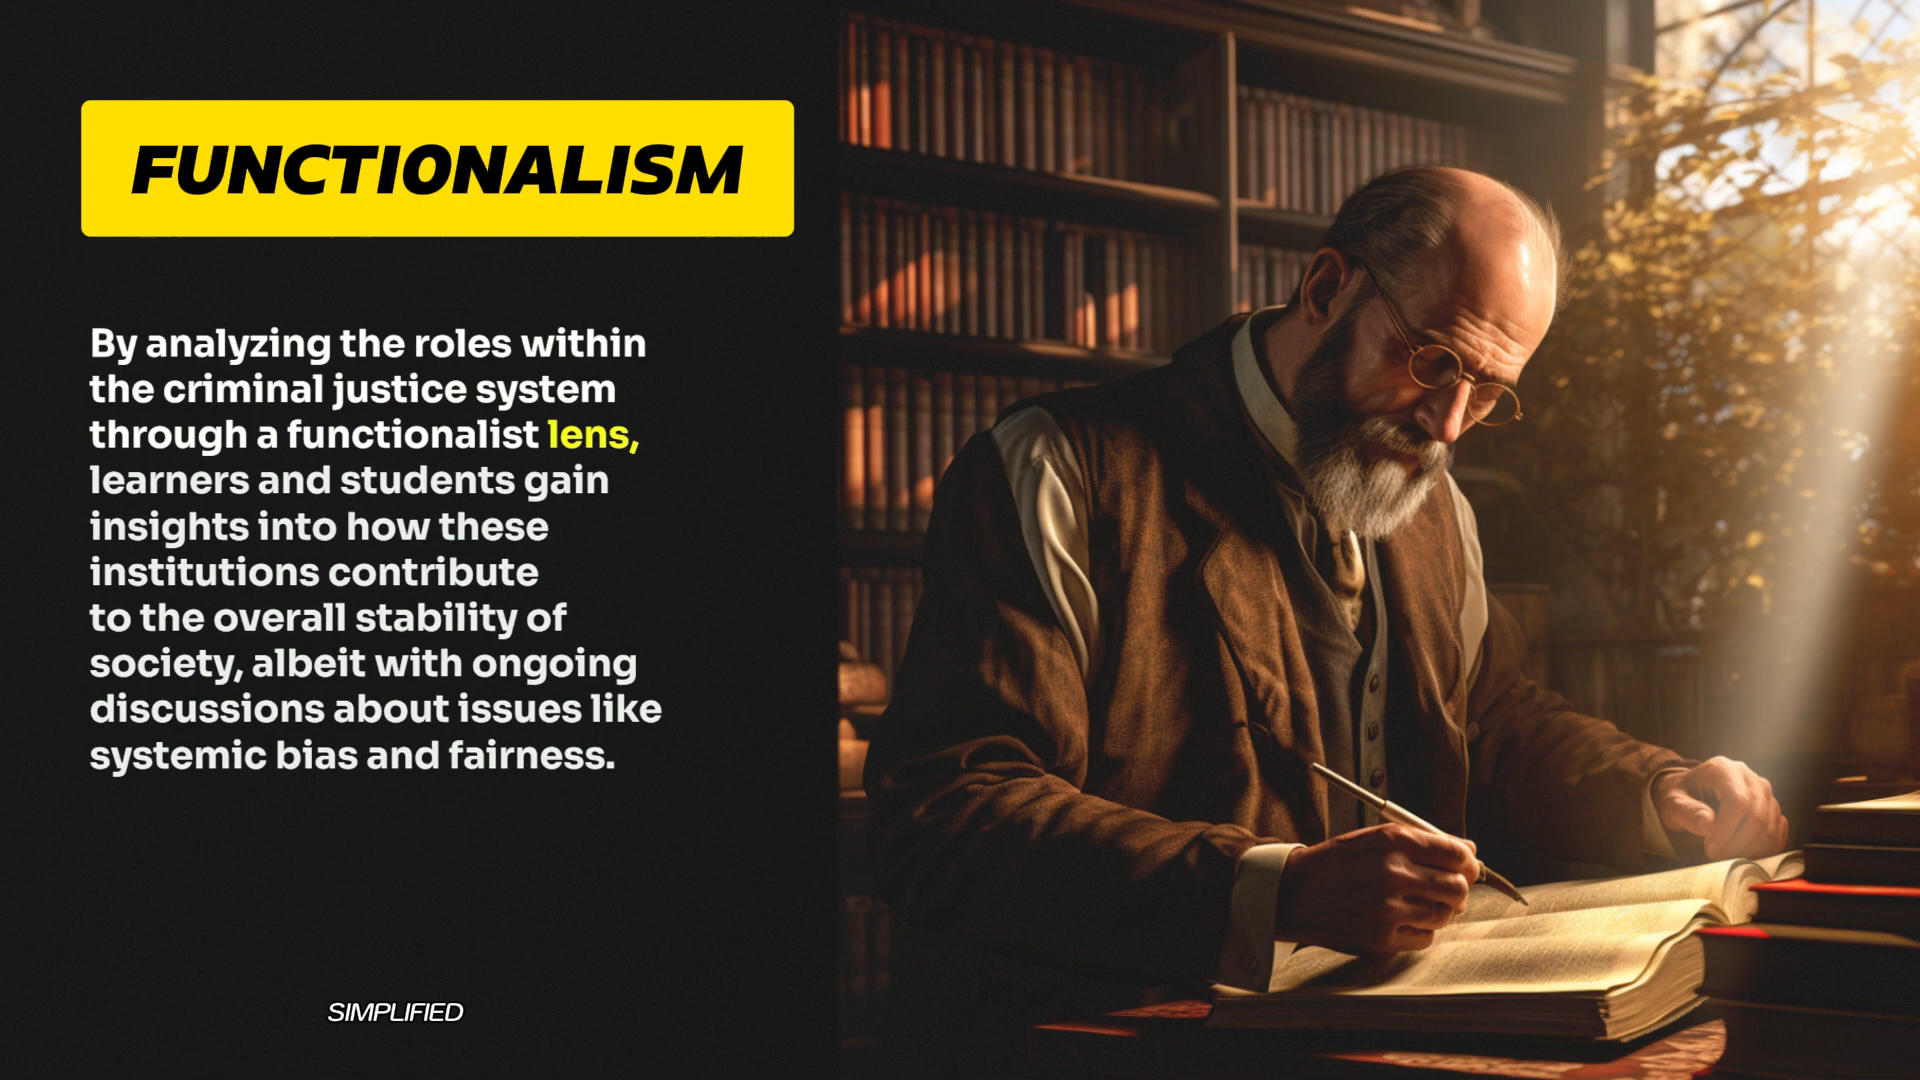 FUNCTIONALISM
By analyzing the roles within
the criminal justice system
through a functionalist lens,
learners and students gain
insights into how these
institutions contribute
to the overall stability of
society, albeit with ongoing
discussions about issues like
systemic bias and fairness.
SIMPLIFIED